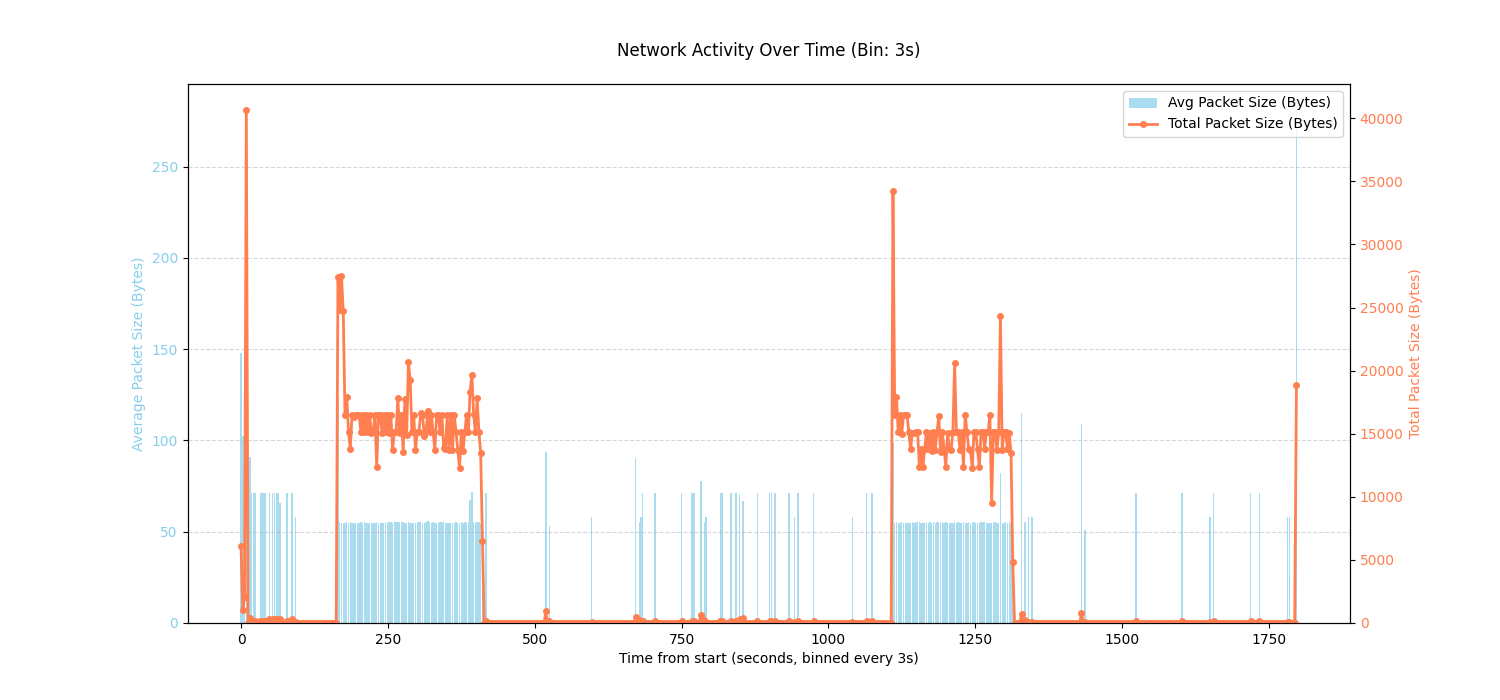 Network Activity Over Time (Bin: 3s)
Avg Packet Size (Bytes)
Total Packet Size (Bytes)
250
200
150
100
50
0
Average Packet Size (Bytes)
40000
35000
30000
25000
20000
15000
10000
5000
0
Total Packet Size (Bytes)
0 250 500 750 1000 1250 1500 1750
Time from start (seconds, binned every 3s)